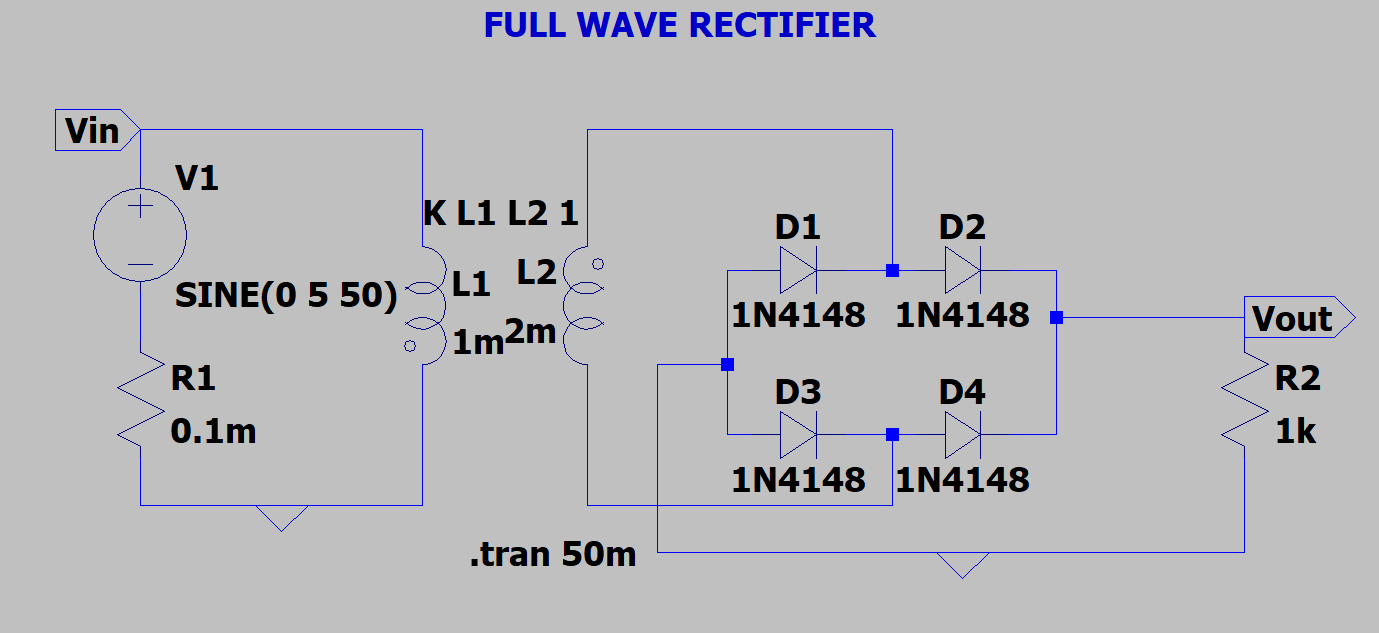 FULL WAVE RECTIFIER
Vin
V1
SINE(0 5 50)
R1
0.1m
K L1 L2 1
L1
1m
L2
2m
D1
1N4148
D2
1N4148
D3
1N4148
D4
1N4148
Vout
R2
1k
.tran 50m